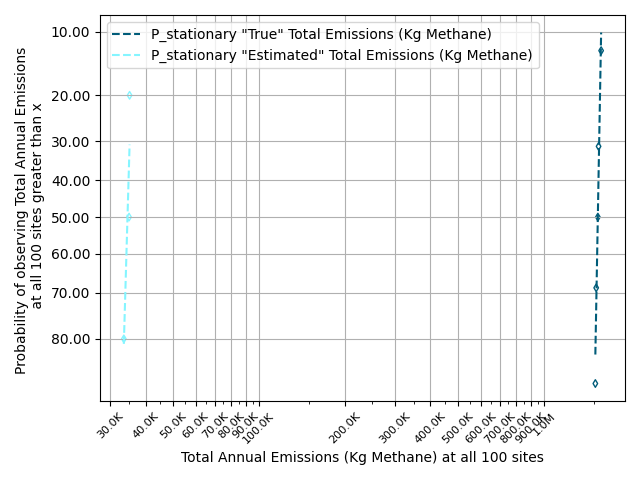 P_stationary "True" Total Emissions (Kg Methane)
P_stationary "Estimated" Total Emissions (Kg Methane)
Probability of observing Total Annual Emissions
at all 100 sites greater than x
10.00
20.00
30.00
40.00
50.00
60.00
70.00
80.00
30.0K
40.0K
50.0K
60.0K
70.0K
80.0K
90.0K
100.0K
200.0K
300.0K
400.0K
500.0K
600.0K
700.0K
800.0K
900.0K
1.0M
Total Annual Emissions (Kg Methane) at all 100 sites